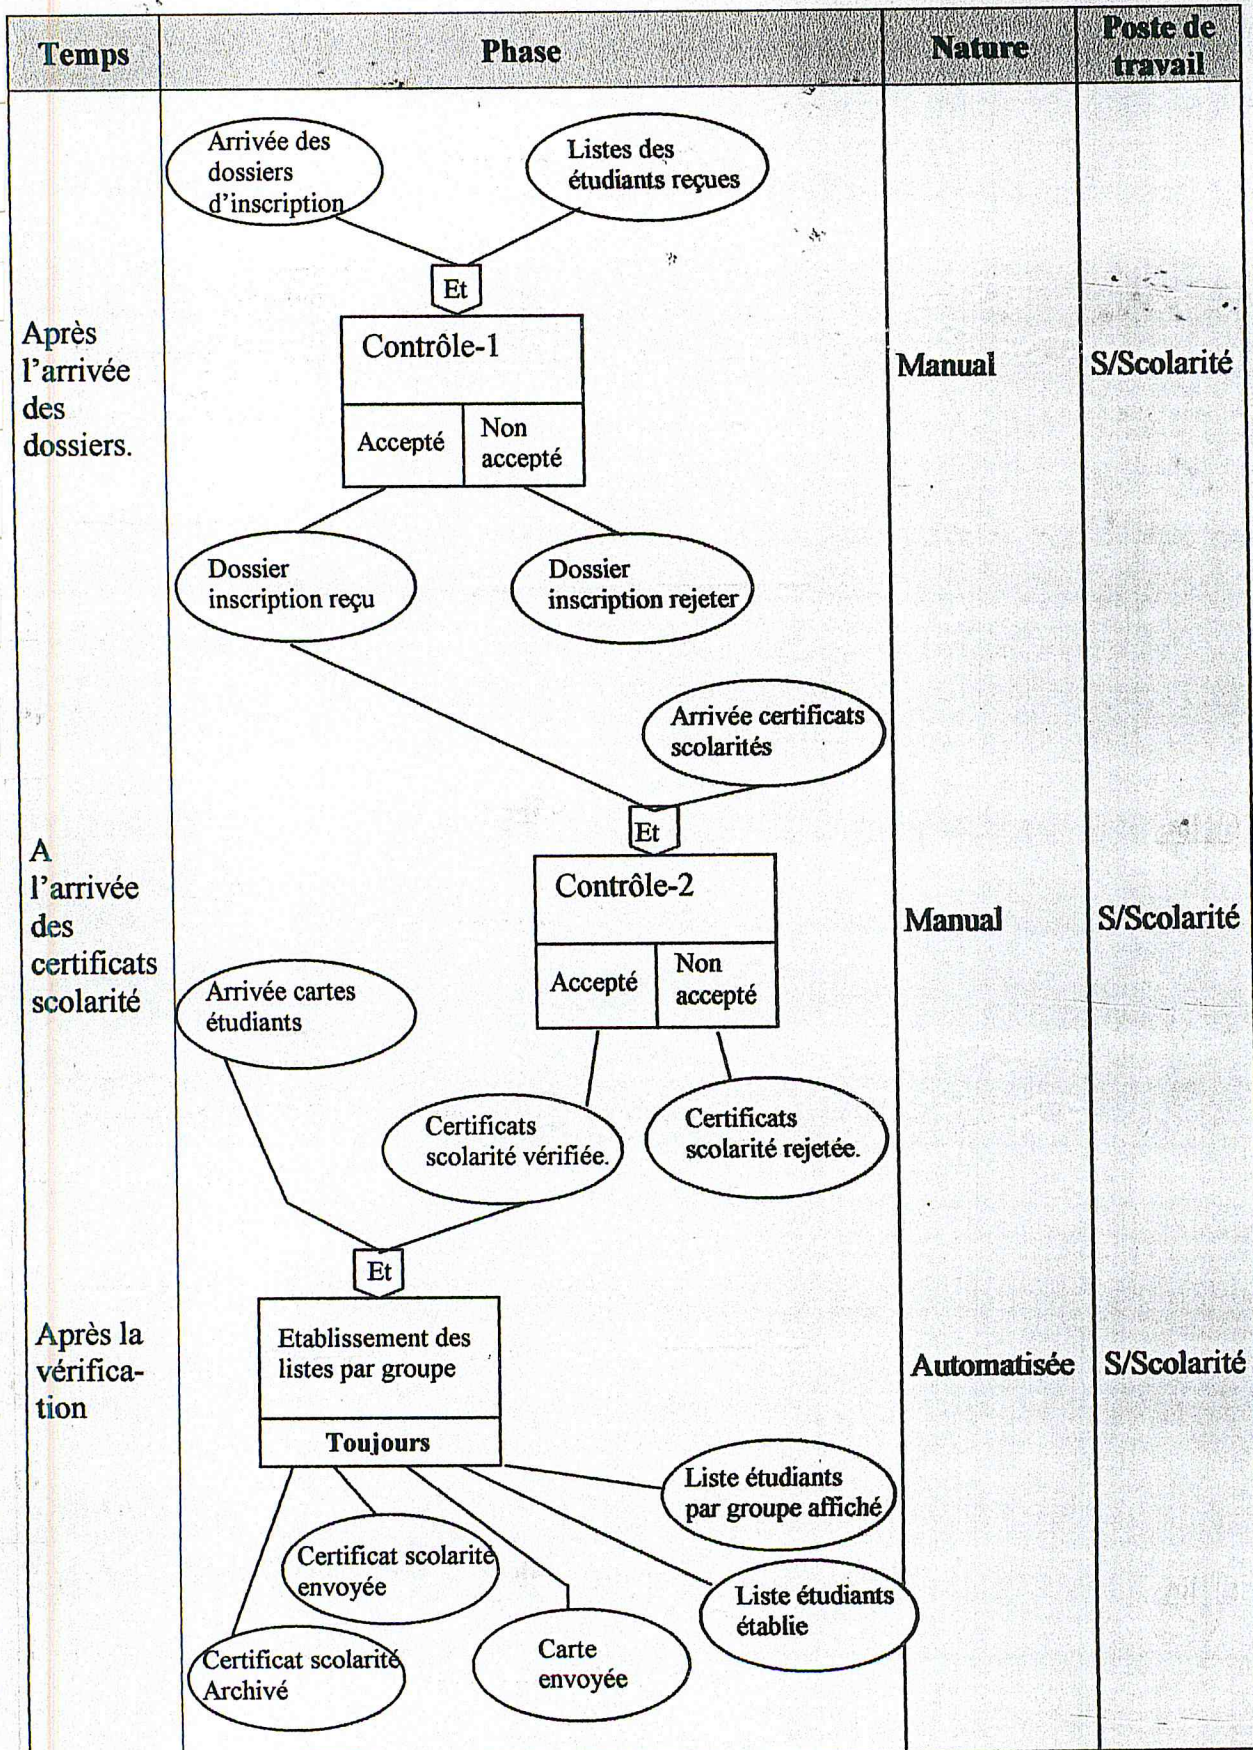 Temps
Phase
Nature
Poste de
travail
Arrivée des
dossiers
d'inscription
Listes des
étudiants reçues
Et
Après
l'arrivée
des
dossiers.
Contrôle-1
Accepté
Non
accepté
Manual
S/Scolarité
Dossier
inscription reçu
Dossier
inscription rejeter
Arrivée certificats
scolarités
Et
A
l'arrivée
des
certificats
scolarité
Contrôle-2
Accepté
Non
accepté
Manual
S/Scolarité
Arrivée cartes
étudiants
Certificats
scolarité vérifiée.
Certificats
scolarité rejetée.
Et
Après la
vérifica-
tion
Etablissement des
listes par groupe
Toujours
Automatisée
S/Scolarité
Liste étudiants
par groupe affiché
Certificat scolarité
envoyée
Liste étudiants
établie
Certificat scolarité
Archivé
Carte
envoyée